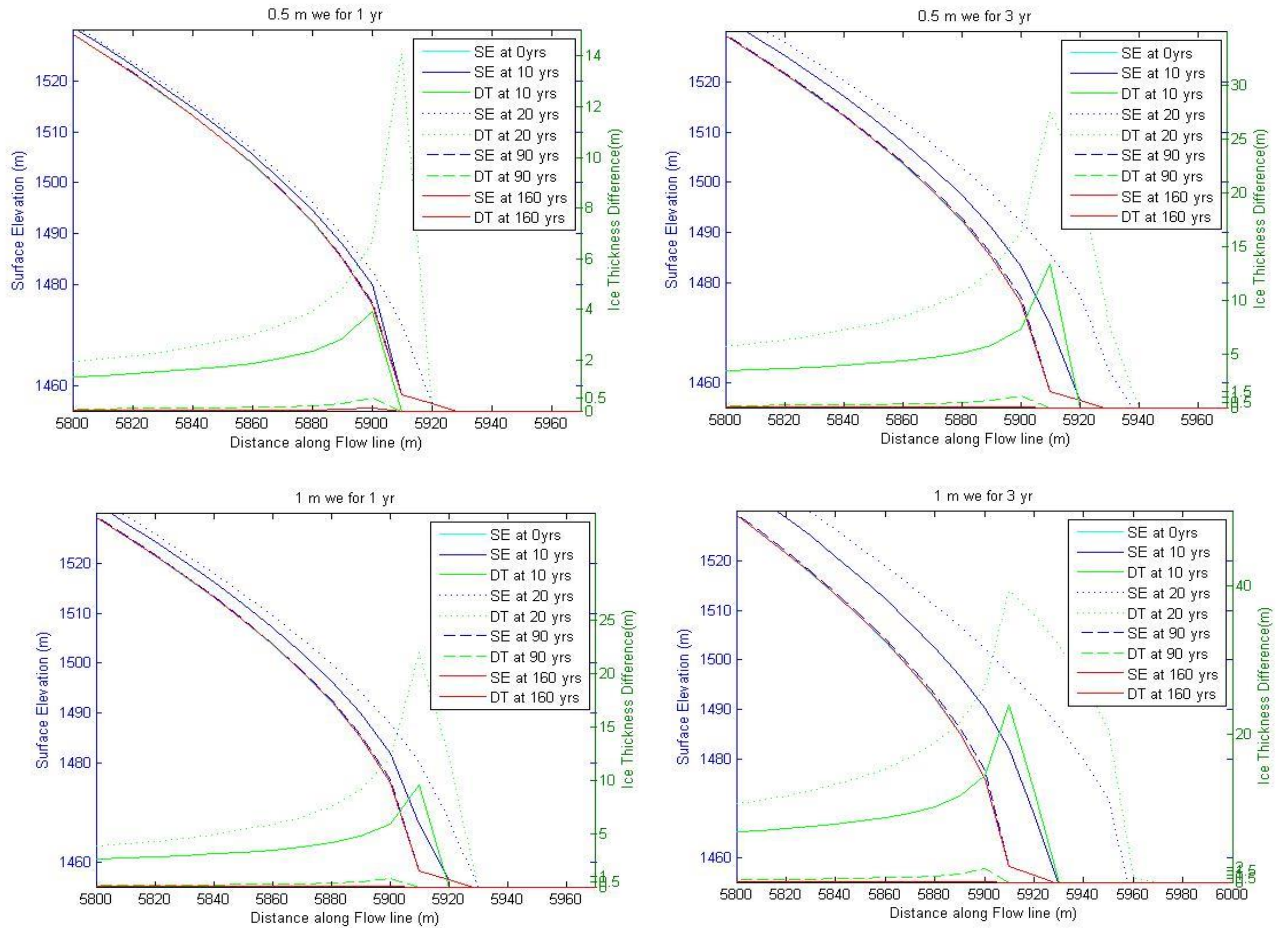 0.5 m we for 1 yr
Surface Elevation (m)
1520
1510
1500
1490
1480
1460
14
12
10
8
6
4
2
0.5
0
Ice Thickness Difference(m)
SE at 0yrs
SE at 10 yrs
DT at 10 yrs
SE at 20 yrs
DT at 20 yrs
SE at 90 yrs
DT at 90 yrs
SE at 160 yrs
DT at 160 yrs
5800 5820 5840 5860 5880 5900 5920 5940 5960
Distance along Flow line (m)
0.5 m we for 3 yr
Surface Elevation (m)
1520
1510
1500
1490
1480
1460
30
25
20
15
10
5
1.5
0.5
0
Ice Thickness Difference(m)
SE at 0yrs
SE at 10 yrs
DT at 10 yrs
SE at 20 yrs
DT at 20 yrs
SE at 90 yrs
DT at 90 yrs
SE at 160 yrs
DT at 160 yrs
5800 5820 5840 5860 5880 5900 5920 5940 5960
Distance along Flow line (m)
1 m we for 1 yr
Surface Elevation (m)
1520
1510
1500
1490
1480
1460
25
20
15
10
5
0.5
Ice Thickness Difference(m)
SE at 0yrs
SE at 10 yrs
DT at 10 yrs
SE at 20 yrs
DT at 20 yrs
SE at 90 yrs
DT at 90 yrs
SE at 160 yrs
DT at 160 yrs
5800 5820 5840 5860 5880 5900 5920 5940 5960
Distance along Flow line (m)
1 m we for 3 yr
Surface Elevation (m)
1520
1510
1500
1490
1480
1460
40
20
Ice Thickness Difference(m)
SE at 0yrs
SE at 10 yrs
DT at 10 yrs
SE at 20 yrs
DT at 20 yrs
SE at 90 yrs
DT at 90 yrs
SE at 160 yrs
DT at 160 yrs
5800 5820 5840 5860 5880 5900 5920 5940 5960 5980 6000
Distance along Flow line (m)